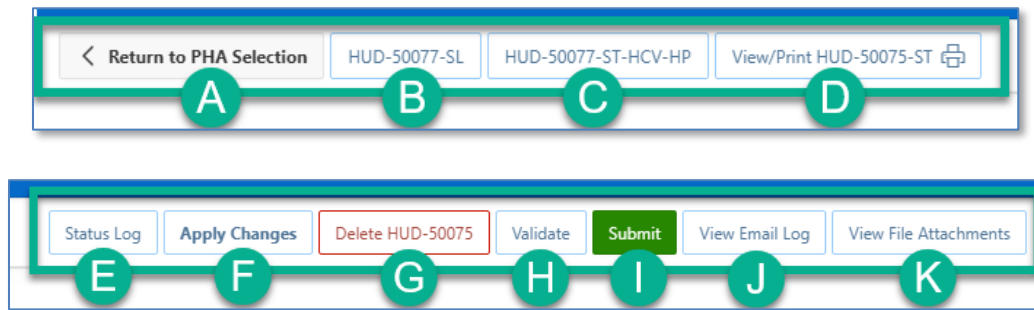 Return to PHA Selection HUD-50077-SL HUD-50077-ST-HCV-HP View/Print HUD-50075-ST
A B C D
Status Log Apply Changes Delete HUD-50075 Validate Submit View Email Log View File Attachments
E F G H I J K